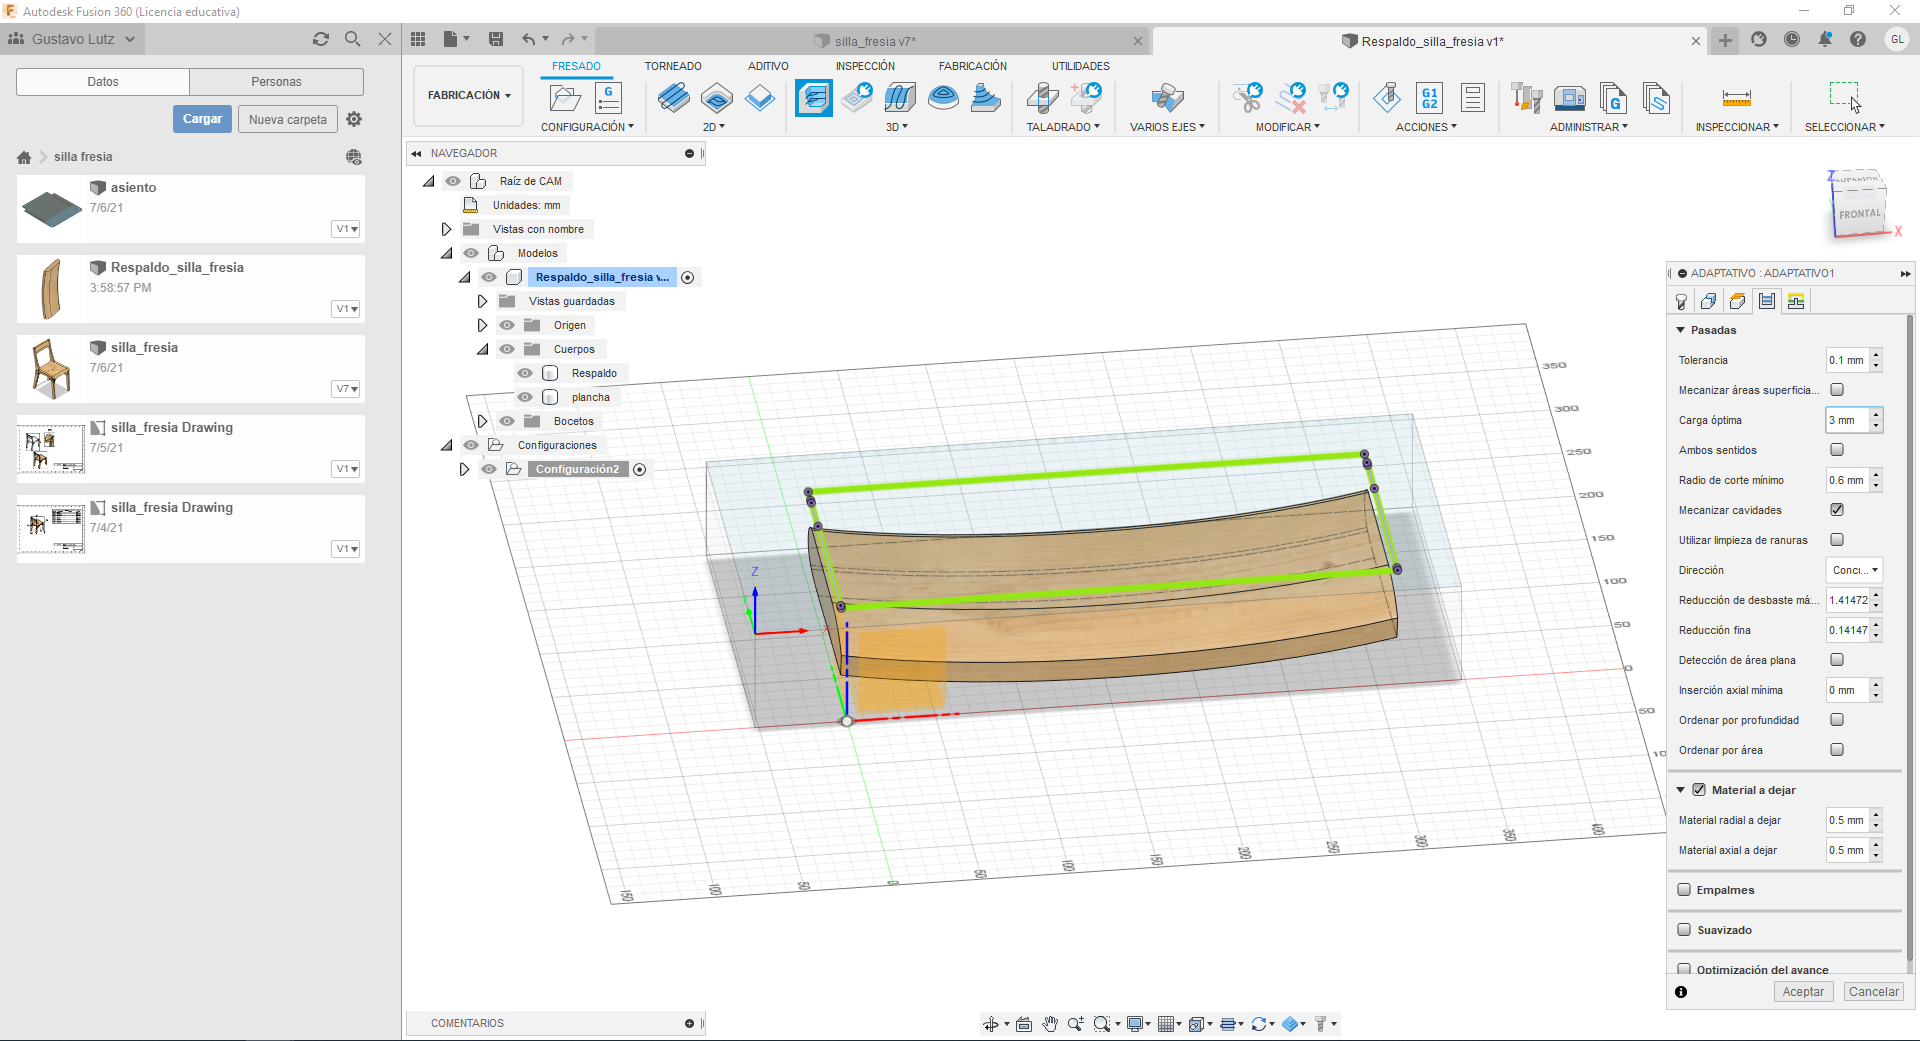 Autodesk Fusion 360 (Licencia educativa)
Gustavo Lutz
silla_fresia v7*
Respaldo_silla_fresia v1*
GL
Datos
Personas
Cargar
Nueva carpeta
silla fresia
asiento
7/6/21
V1
Respaldo_silla_fresia
3:58:57 PM
V1
silla_fresia
7/6/21
V7
silla_fresia Drawing
7/5/21
V1
silla_fresia Drawing
7/4/21
V1
FABRICACIÓN
FRESADO
TORNEADO
ADITIVO
INSPECCIÓN
FABRICACIÓN
UTILIDADES
G
G1
G2
G
S
CONFIGURACIÓN
2D
3D
TALADRADO
VARIOS EJES
MODIFICAR
ACCIONES
ADMINISTRAR
INSPECCIONAR
SELECCIONAR
NAVEGADOR
Raíz de CAM
Unidades: mm
Vistas con nombre
Modelos
Respaldo_silla_fresia v...
Vistas guardadas
Origen
Cuerpos
Respaldo
plancha
Bocetos
Configuraciones
Configuración2
Z
SUPERIOR
FRONTAL
X
350
300
250
200
150
100
50
0
50
Z
X
150
100
50
0
50
100
150
200
250
300
350
400
ADAPTATIVO : ADAPTATIVO1
Pasadas
Tolerancia 0.1 mm
Mecanizar áreas superficia...
Carga óptima 3 mm
Ambos sentidos
Radio de corte mínimo 0.6 mm
Mecanizar cavidades
Utilizar limpieza de ranuras
Dirección Conc...
Reducción de desbaste má... 1.41472
Reducción fina 0.14147
Detección de área plana
Inserción axial mínima 0 mm
Ordenar por profundidad
Ordenar por área
Material a dejar
Material radial a dejar 0.5 mm
Material axial a dejar 0.5 mm
Empalmes
Suavizado
Optimización del avance
Aceptar
Cancelar
COMENTARIOS